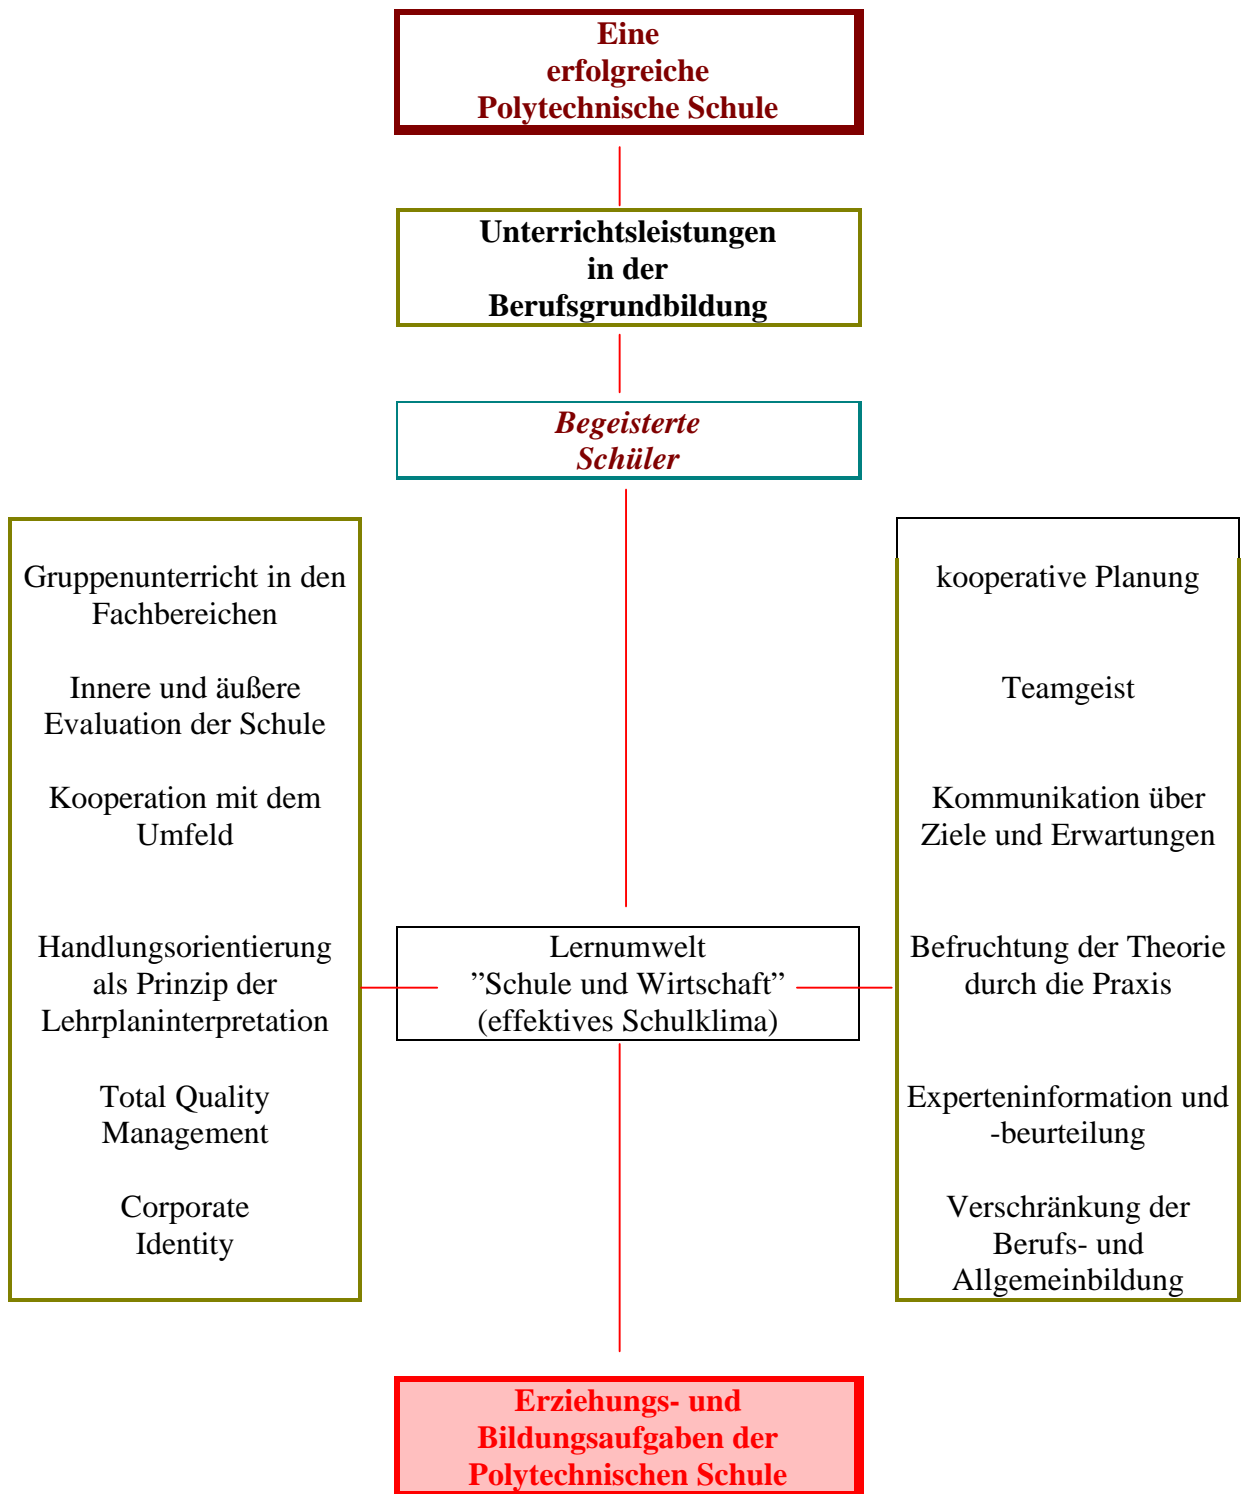 Eine
erfolgreiche
Polytechnische Schule
Unterrichtsleistungen
in der
Berufsgrundbildung
Begeisterte
Schüler
Gruppenunterricht in den
Fachbereichen
Innere und äußere
Evaluation der Schule
Kooperation mit dem
Umfeld
Handlungsorientierung
als Prinzip der
Lehrplaninterpretation
Total Quality
Management
Corporate
Identity
Lernumwelt
”Schule und Wirtschaft”
(effektives Schulklima)
kooperative Planung
Teamgeist
Kommunikation über
Ziele und Erwartungen
Befruchtung der Theorie
durch die Praxis
Experteninformation und
-beurteilung
Verschränkung der
Berufs- und
Allgemeinbildung
Erziehungs- und
Bildungsaufgaben der
Polytechnischen Schule